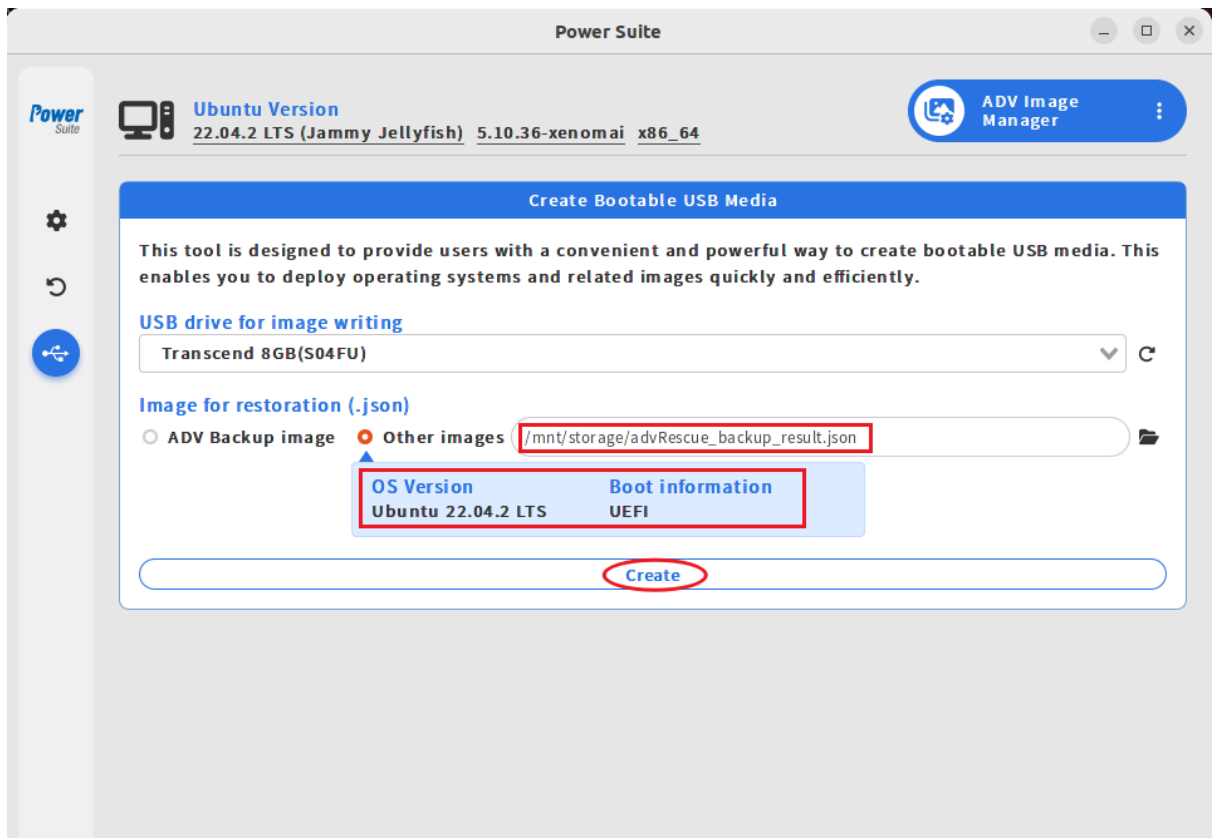 Power Suite
Power
Suite
Ubuntu Version
22.04.2 LTS (Jammy Jellyfish) 5.10.36-xenomai x86_64
ADV Image
Manager
Create Bootable USB Media
This tool is designed to provide users with a convenient and powerful way to create bootable USB media. This
enables you to deploy operating systems and related images quickly and efficiently.
USB drive for image writing
Transcend 8GB(S04FU)
Image for restoration (.json)
ADV Backup image Other images /mnt/storage/advRescue_backup_result.json
OS Version Boot information
Ubuntu 22.04.2 LTS UEFI
Create